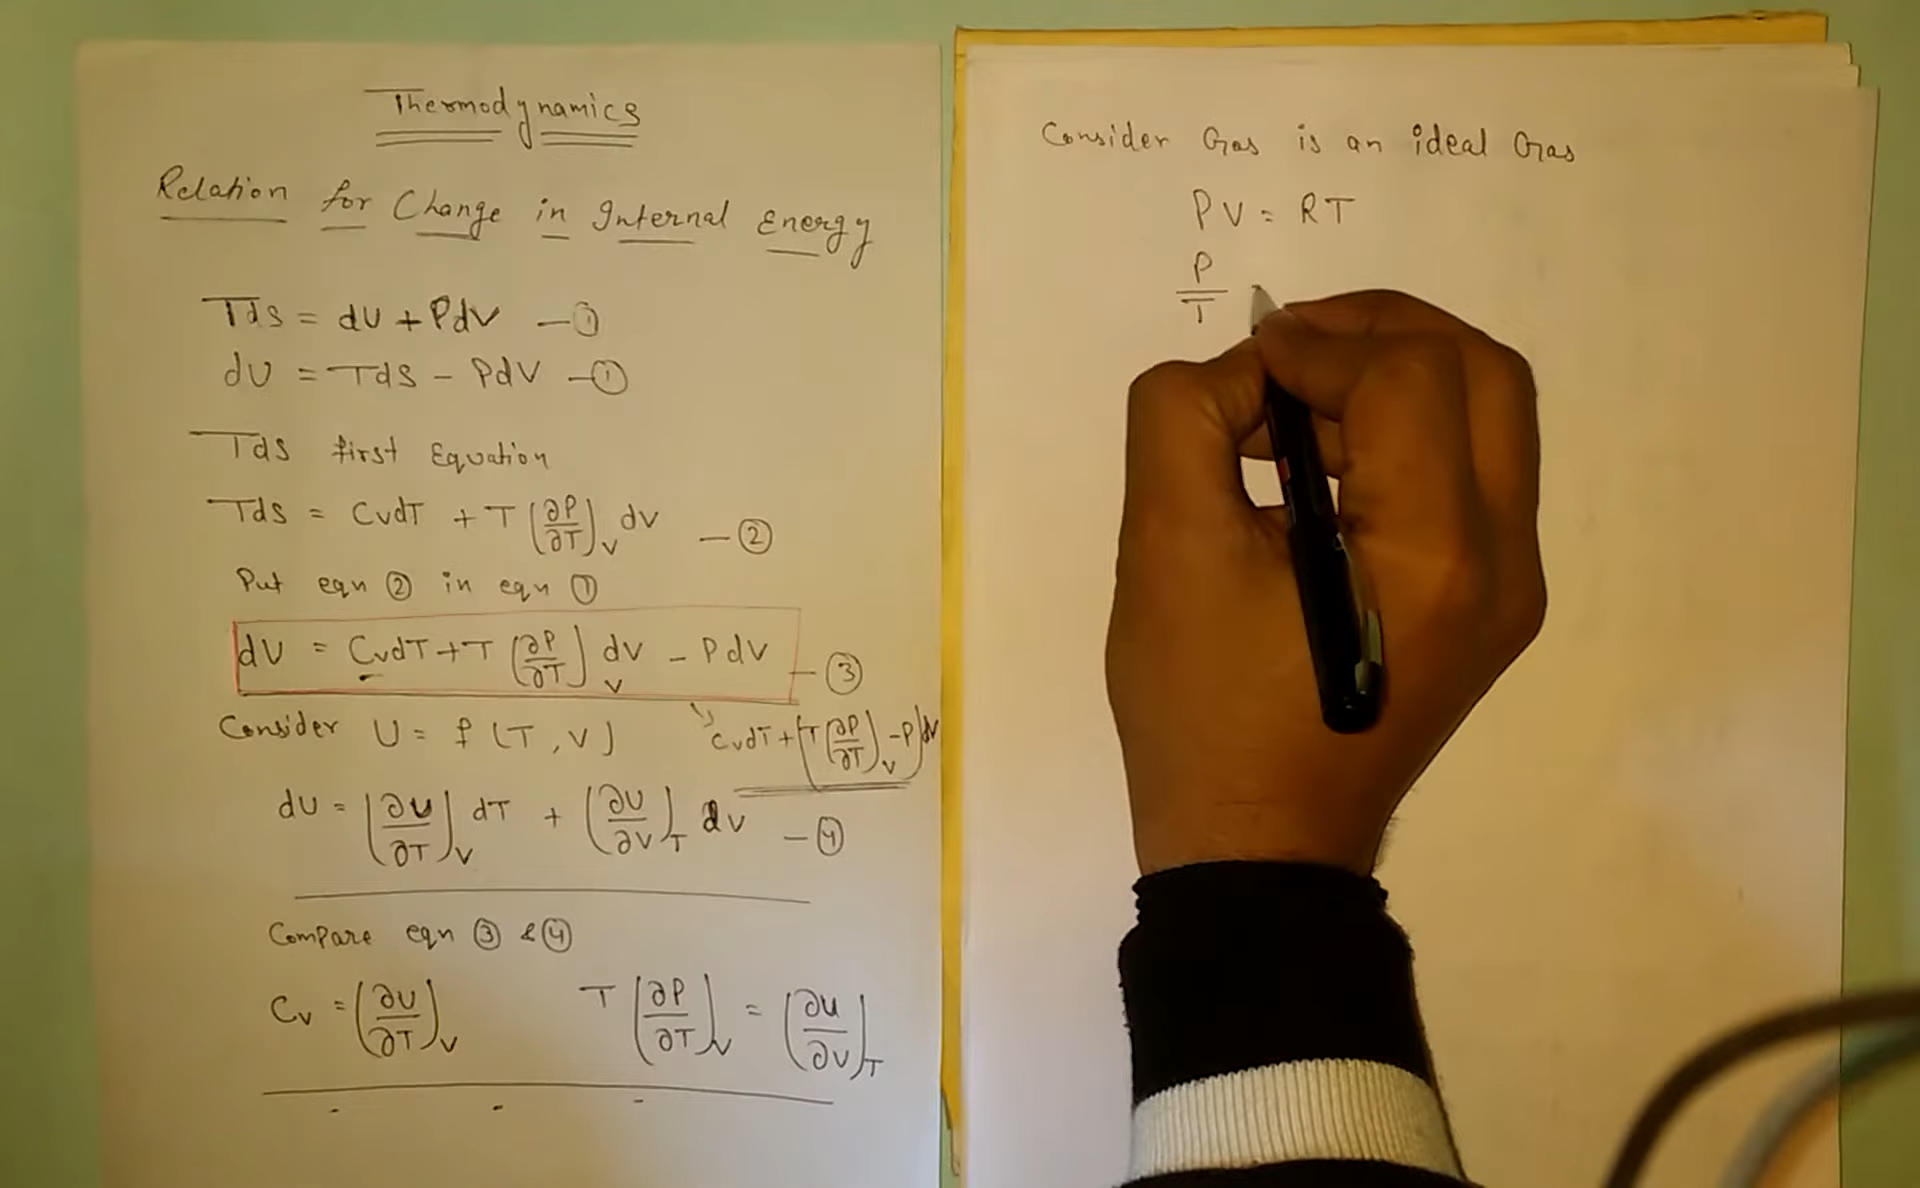 Thermodynamics
Relation for Change in Internal Energy
Tds = dU + PdV —①
dU = Tds - PdV —①
Tds first Equation
Tds = CvdT + T (∂P/∂T)v dV —②
Put eqn ② in eqn ①
dU = CvdT + T (∂P/∂T)v dV - PdV —③
Consider U = f (T, V)
CvdT + (T(∂P/∂T)v - P)dV
dU = (∂U/∂T)v dT + (∂U/∂V)T dV —④
Compare eqn ③ & ④
Cv = (∂U/∂T)v T (∂P/∂T)v = (∂U/∂V)T
Consider Gas is an ideal Gas
PV = RT
P/T